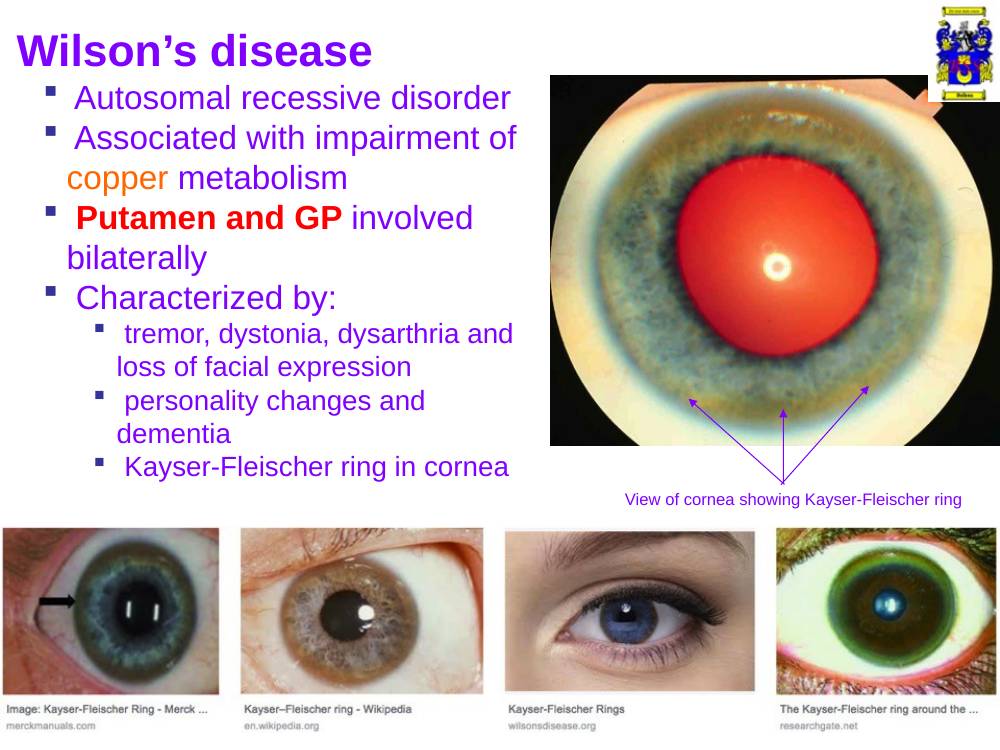 Wilson’s disease
Autosomal recessive disorder
Associated with impairment of
copper metabolism
Putamen and GP involved
bilaterally
Characterized by:
tremor, dystonia, dysarthria and
loss of facial expression
personality changes and
dementia
Kayser-Fleischer ring in cornea
View of cornea showing Kayser-Fleischer ring
Image: Kayser-Fleischer Ring - Merck ...
merckmanuals.com
Kayser–Fleischer ring - Wikipedia
en.wikipedia.org
Kayser-Fleischer Rings
wilsonsdisease.org
The Kayser-Fleischer ring around the ...
researchgate.net